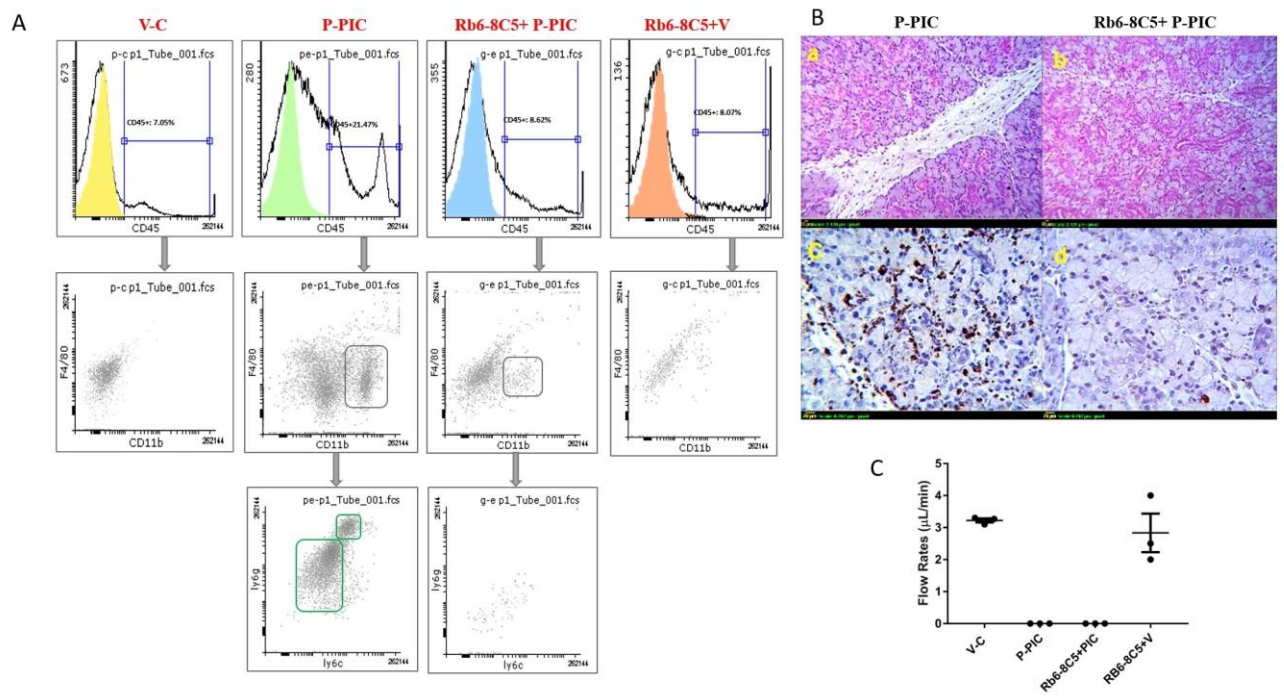 A
V-C
P-PIC
Rb6-8C5+ P-PIC
Rb6-8C5+V
p-c p1_Tube_001.fcs
673
CD45+: 7.05%
CD45
262144
pe-p1_Tube_001.fcs
280
CD45+21.47%
CD45
262144
g-e p1_Tube_001.fcs
355
CD45+: 8.62%
CD45
262144
g-c p1_Tube_001.fcs
136
CD45+: 8.07%
CD45
262144
p-c p1_Tube_001.fcs
262144
F4/80
CD11b
262144
pe-p1_Tube_001.fcs
262144
F4/80
CD11b
262144
g-e p1_Tube_001.fcs
262144
F4/80
CD11b
262144
g-c p1_Tube_001.fcs
262144
F4/80
CD11b
262144
pe-p1_Tube_001.fcs
262144
ly6g
ly6c
262144
g-e p1_Tube_001.fcs
262144
ly6g
ly6c
262144
B
P-PIC
Rb6-8C5+ P-PIC
a
b
c
d
C
Flow Rates (μL/min)
5
4
3
2
1
0
V-C
P-PIC
Rb6-8C5+PIC
RB6-8C5+V